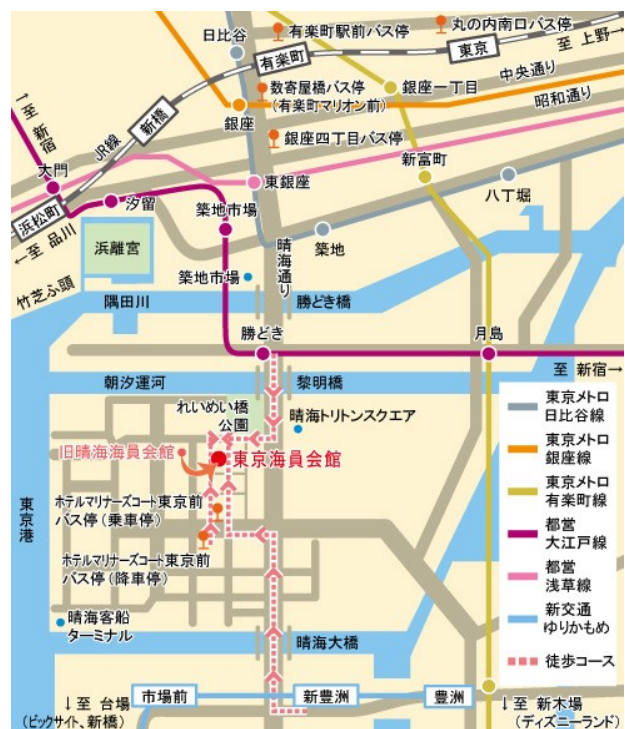 丸の内南口バス停
有楽町駅前バス停
日比谷
有楽町
東京
至 上野→
数寄屋橋バス停
(有楽町マリオン前)
銀座一丁目
中央通り
昭和通り
銀座
←至 新宿
JR線
新橋
銀座四丁目バス停
大門
新富町
東銀座
八丁堀
浜松町
汐留
築地市場
築地
←至 品川
浜離宮
晴海通り
築地市場
竹芝ふ頭
隅田川
勝どき橋
勝どき
月島
至 新宿→
朝汐運河
黎明橋
れいめい橋
公園
晴海トリトンスクエア
旧晴海海員会館
東京海員会館
東京港
ホテルマリナーズコート東京前
バス停(乗車停)
ホテルマリナーズコート東京前
バス停(降車停)
晴海客船
ターミナル
晴海大橋
市場前
新豊洲
豊洲
↓至 台場
(ビックサイト、新橋)
↓至 新木場
(ディズニーランド)
東京メトロ
日比谷線
東京メトロ
銀座線
東京メトロ
有楽町線
都営
大江戸線
都営
浅草線
新交通
ゆりかもめ
徒歩コース